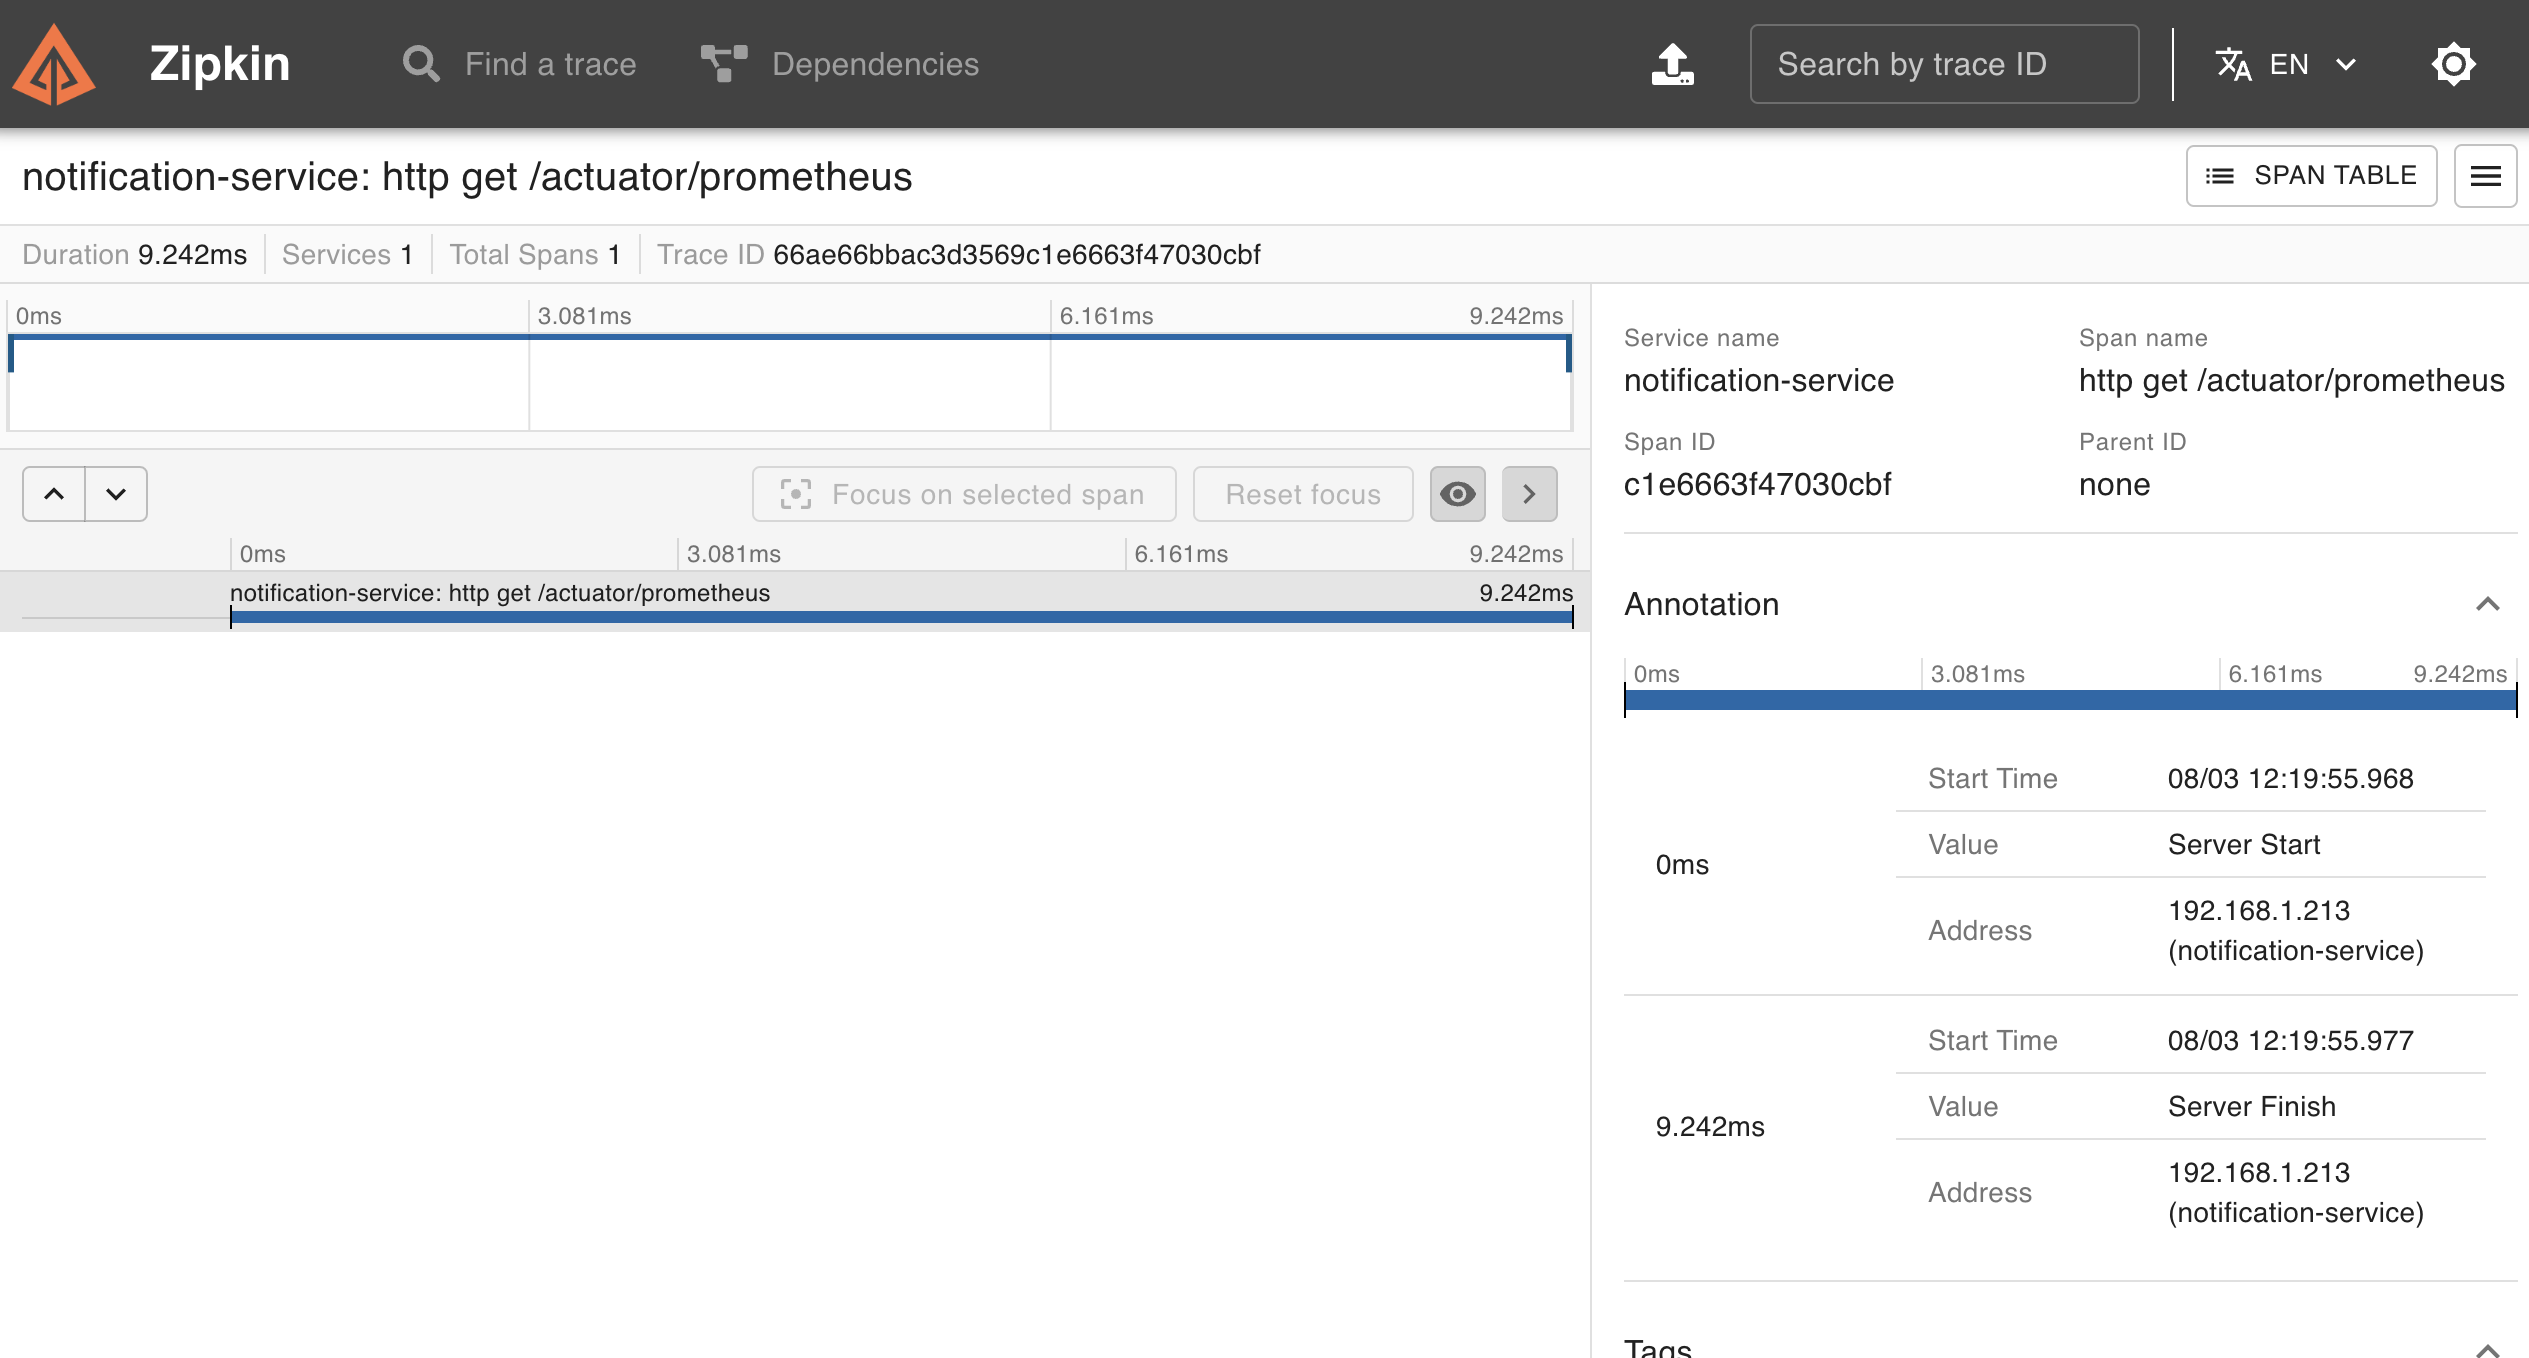 Zipkin
Find a trace
Dependencies
Search by trace ID
EN
notification-service: http get /actuator/prometheus
SPAN TABLE
Duration 9.242ms
Services 1
Total Spans 1
Trace ID 66ae66bbac3d3569c1e6663f47030cbf
0ms
3.081ms
6.161ms
9.242ms
Focus on selected span
Reset focus
0ms
3.081ms
6.161ms
9.242ms
notification-service: http get /actuator/prometheus
9.242ms
Service name
notification-service
Span name
http get /actuator/prometheus
Span ID
c1e6663f47030cbf
Parent ID
none
Annotation
0ms
3.081ms
6.161ms
9.242ms
0ms
Start Time
08/03 12:19:55.968
Value
Server Start
Address
192.168.1.213
(notification-service)
9.242ms
Start Time
08/03 12:19:55.977
Value
Server Finish
Address
192.168.1.213
(notification-service)
Tags